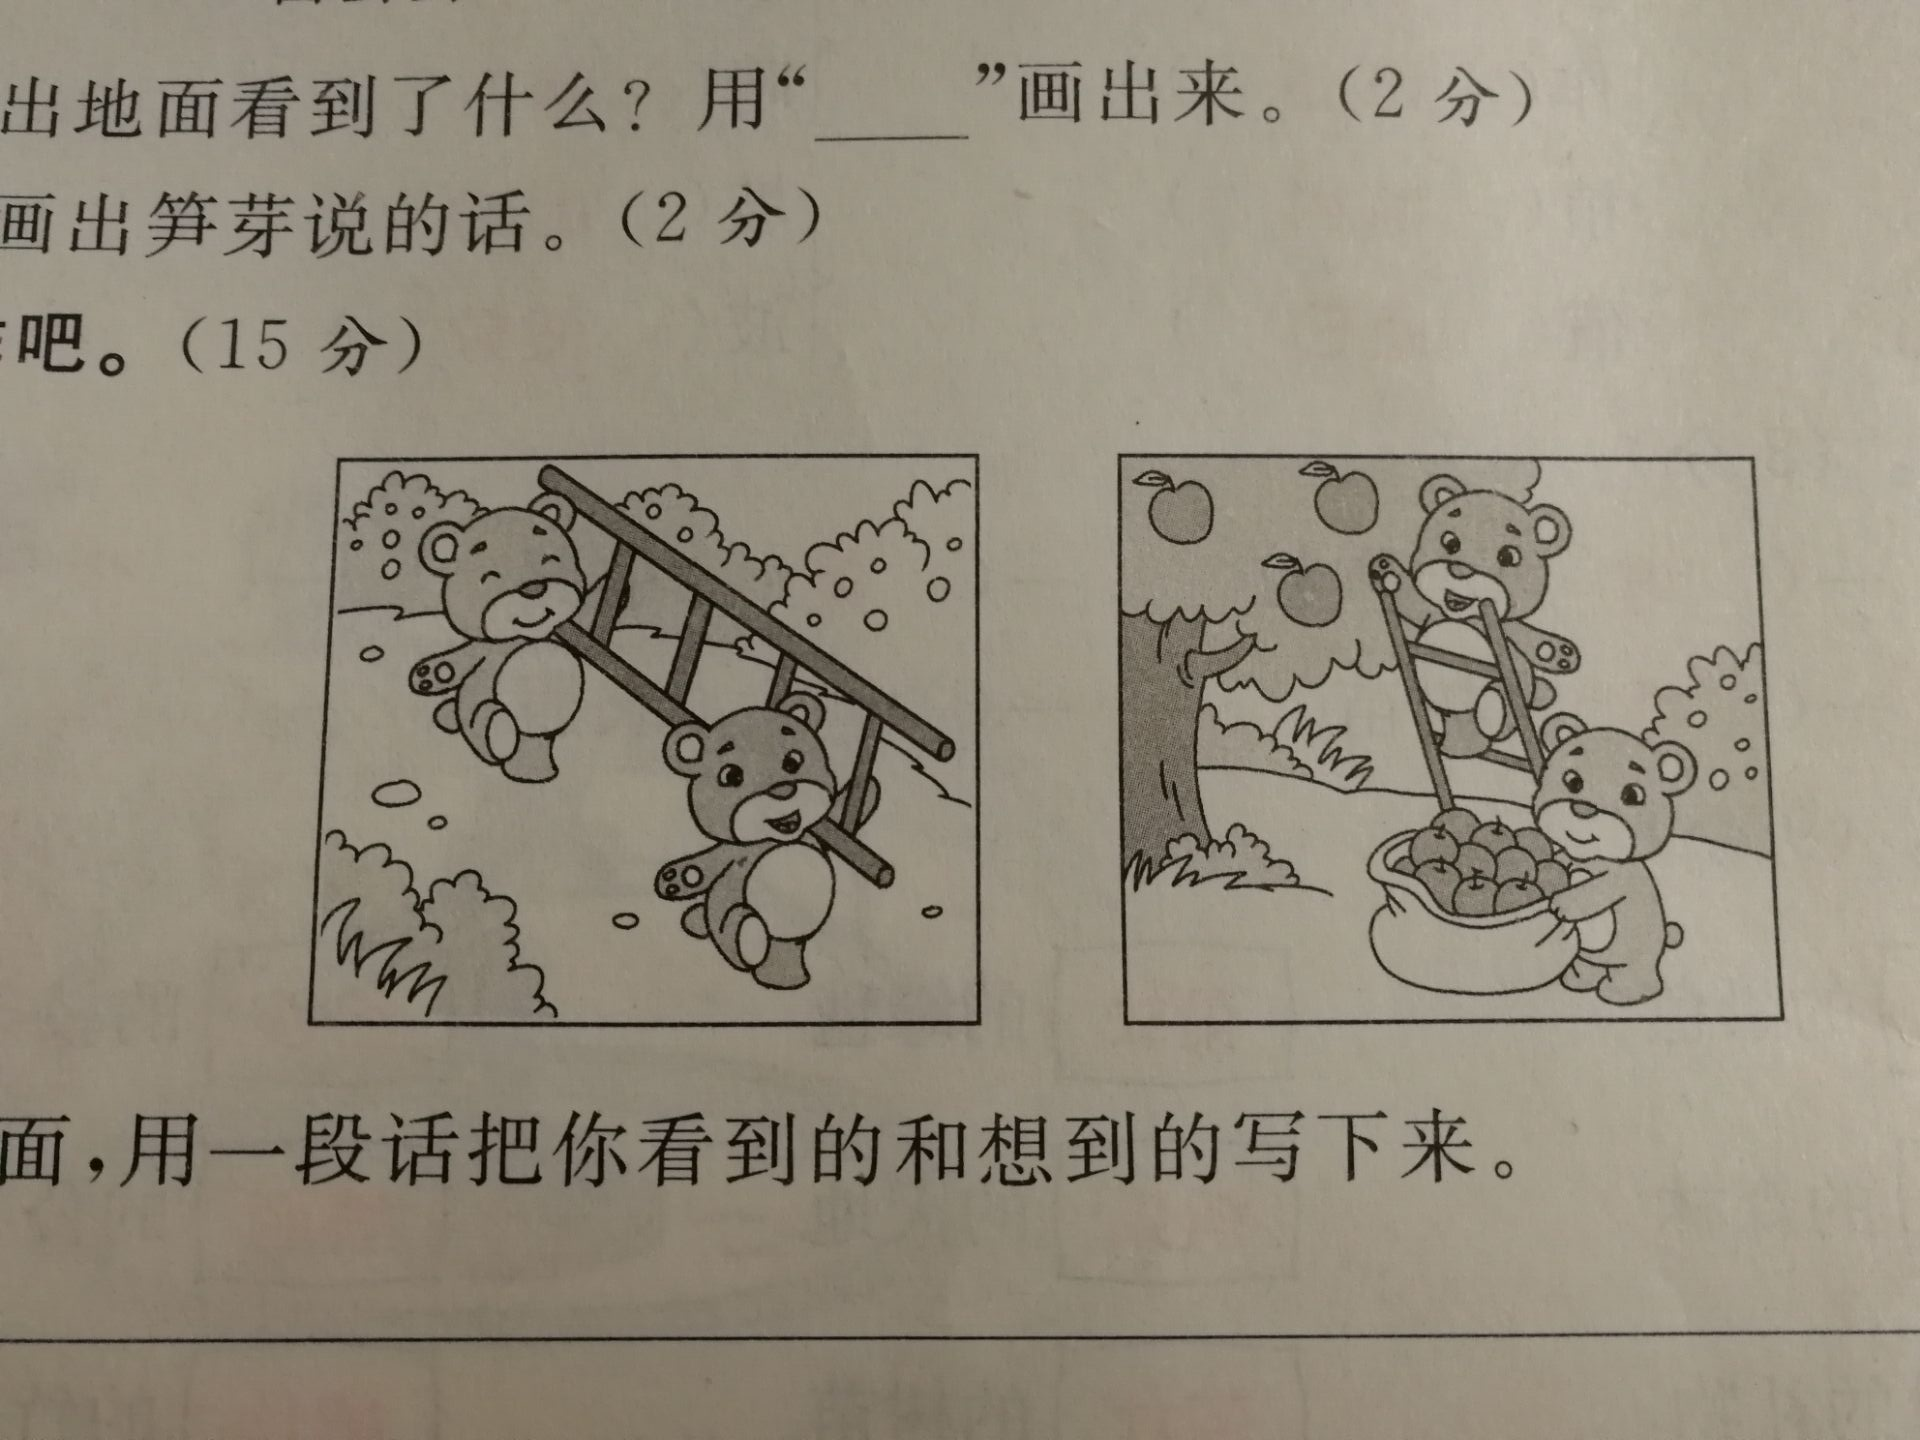 出地面看到了什么？用“____”画出来。（2 分）
画出笋芽说的话。（2 分）
吧。（15 分）
面，用一段话把你看到的和想到的写下来。